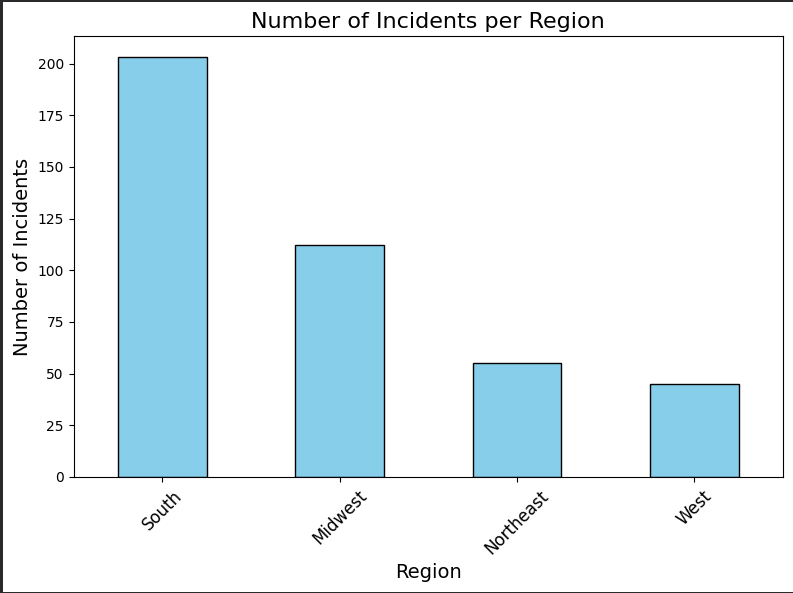 Number of Incidents per Region
Number of Incidents
200
175
150
125
100
75
50
25
0
South
Midwest
Northeast
West
Region